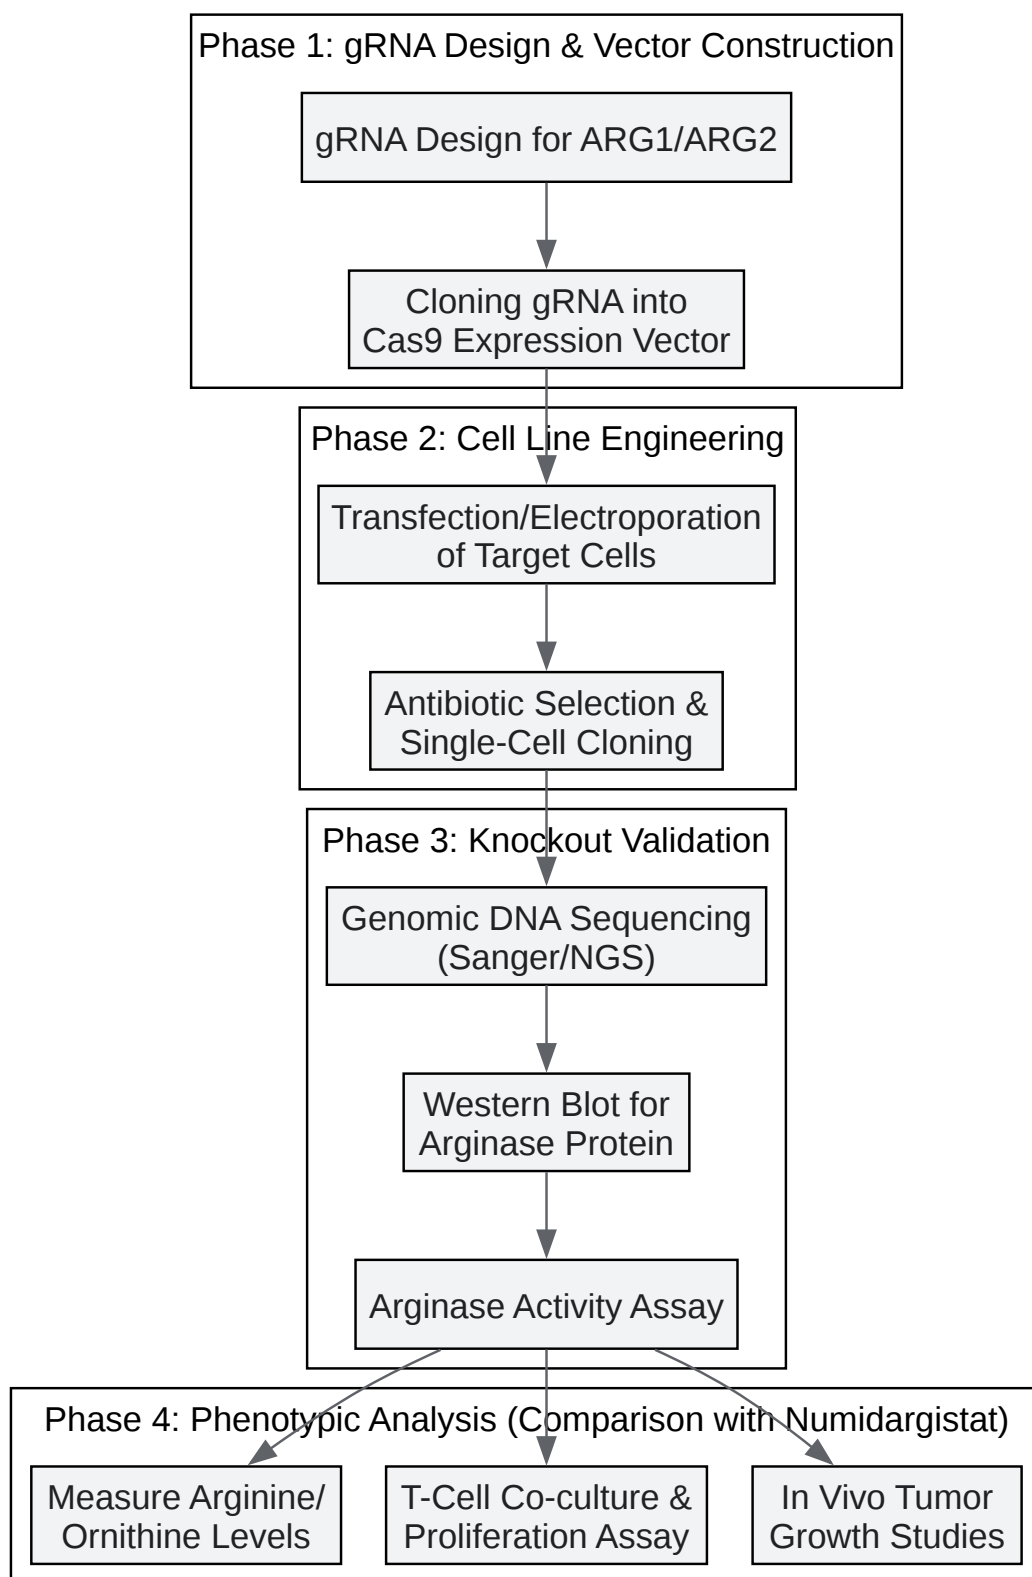 Phase 1: gRNA Design & Vector Construction
gRNA Design for ARG1/ARG2
Cloning gRNA into
Cas9 Expression Vector
Phase 2: Cell Line Engineering
Transfection/Electroporation
of Target Cells
Antibiotic Selection &
Single-Cell Cloning
Phase 3: Knockout Validation
Genomic DNA Sequencing
(Sanger/NGS)
Western Blot for
Arginase Protein
Arginase Activity Assay
Phase 4: Phenotypic Analysis (Comparison with Numidargistat)
Measure Arginine/
Ornithine Levels
T-Cell Co-culture &
Proliferation Assay
In Vivo Tumor
Growth Studies